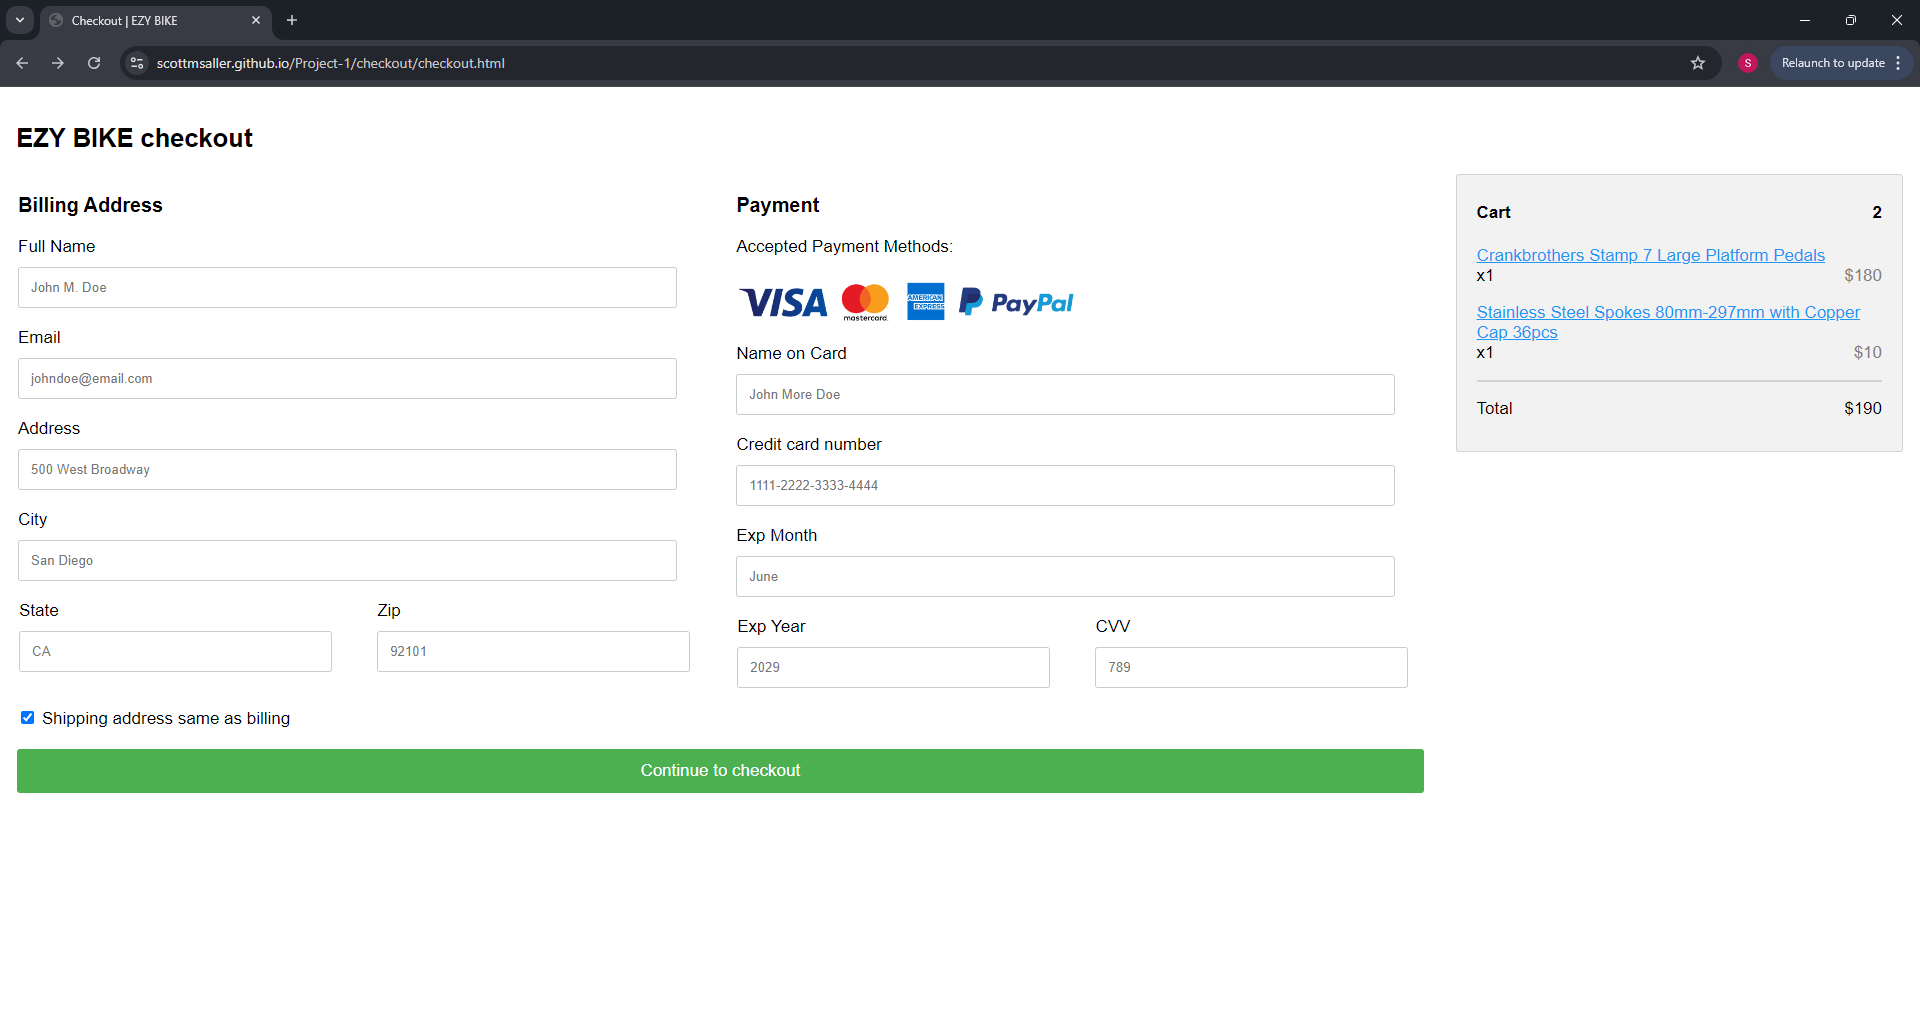 Checkout | EZY BIKE
scottmsaller.github.io/Project-1/checkout/checkout.html
S
Relaunch to update
EZY BIKE checkout
Billing Address
Full Name
John M. Doe
Email
johndoe@email.com
Address
500 West Broadway
City
San Diego
State
Zip
CA
92101
Shipping address same as billing
Continue to checkout
Payment
Accepted Payment Methods:
VISA
mastercard.
AMERICAN
EXPRESS
PayPal
Name on Card
John More Doe
Credit card number
1111-2222-3333-4444
Exp Month
June
Exp Year
CVV
2029
789
Cart 2
Crankbrothers Stamp 7 Large Platform Pedals
x1 $180
Stainless Steel Spokes 80mm-297mm with Copper
Cap 36pcs
x1 $10
Total $190